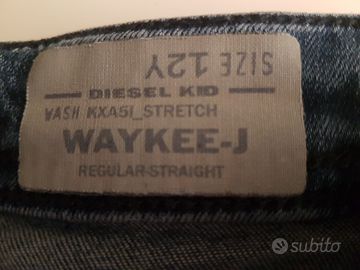 SIZE 12Y
DIESEL KID
WASH KXA51_STRETCH
WAYKEE-J
REGULAR-STRAIGHT
subito